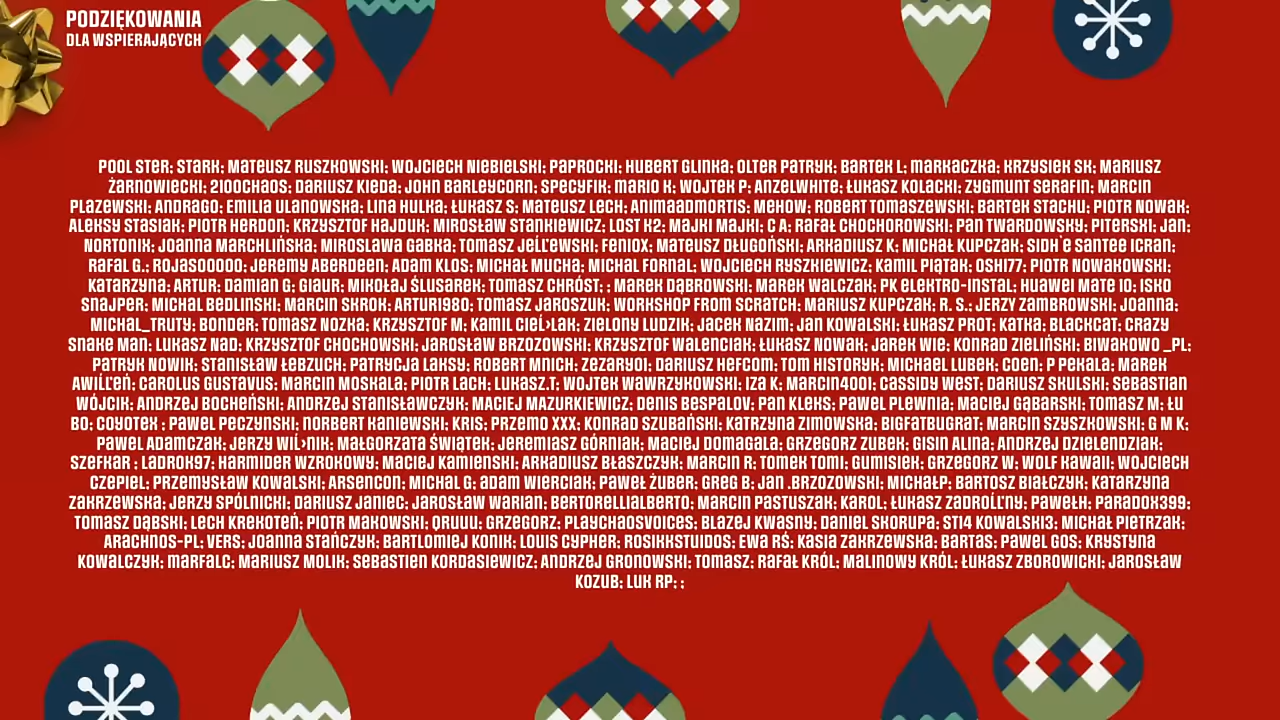 PODZIĘKOWANIA
DLA WSPIERAJĄCYCH
POOL STER; STARK; MATEUSZ RUSZKOWSKI; WOJCIECH NIEBIELSKI; PAPROCKI; HUBERT GLINKA; OLTER PATRYK; BARTEK L; MARKACZKA; KRZYSIEK SK; MARIUSZ
ŻARNOWIECKI; 2100CHAOS; DARIUSZ KIEDA; JOHN BARLEYCORN; SPECYFIK; MARIO K; WOJTEK P; ANZELWHITE; ŁUKASZ KOLACKI; ZYGMUNT SERAFIN; MARCIN
PLAZEWSKI; ANDRAGO; EMILIA ULANOWSKA; LINA HULKA; ŁUKASZ S; MATEUSZ LECH; ANIMAADMORTIS; MEHOW; ROBERT TOMASZEWSKI; BARTEK STACHU; PIOTR NOWAK;
ALEKSY STASIAK; PIOTR HERDON; KRZYSZTOF HAJDUK; MIROSŁAW STANKIEWICZ; LOST K2; MAJKI MAJKI; C A; RAFAŁ CHOCHOROWSKI; PAN TWARDOWSKY; PITERSKI; JAN;
NORTONIK; JOANNA MARCHLIŃSKA; MIROSLAWA GABKA; TOMASZ JEĹĽEWSKI; FENIOX; MATEUSZ DŁUGOŃSKI; ARKADIUSZ K; MICHAŁ KUPCZAK; SIDH`E SANTEE ICRAN;
RAFAL G.; ROJASOOOOO; JEREMY ABERDEEN; ADAM KLOS; MICHAŁ MUCHA; MICHAL FORNAL; WOJCIECH RYSZKIEWICZ; KAMIL PIĄTAK; OSHI77; PIOTR NOWAKOWSKI;
KATARZYNA; ARTUR; DAMIAN G; GIAUR; MIKOŁAJ ŚLUSAREK; TOMASZ CHRÓST; ; MAREK DĄBROWSKI; MAREK WALCZAK; PK ELEKTRO-INSTAL; HUAWEI MATE 10; ISKO
SNAJPER; MICHAL BEDLINSKI; MARCIN SKROK; ARTUR1980; TOMASZ JAROSZUK; WORKSHOP FROM SCRATCH; MARIUSZ KUPCZAK; R. S.; JERZY ZAMBROWSKI; JOANNA;
MICHAL_TRUTY; BONDER; TOMASZ NOZKA; KRZYSZTOF M; KAMIL CIEĹ›LAK; ZIELONY LUDZIK; JACEK NAZIM; JAN KOWALSKI; ŁUKASZ PROT; KATKA; BLACKCAT; CRAZY
SNAKE MAN; LUKASZ NAD; KRZYSZTOF CHOCHOWSKI; JAROSŁAW BRZOZOWSKI; KRZYSZTOF WALENCIAK; ŁUKASZ NOWAK; JAREK WIE; KONRAD ZIELIŃSKI; BIWAKOWO _PL;
PATRYK NOWIK; STANISŁAW ŁEBZUCH; PATRYCJA LAKSY; ROBERT MNICH; ZEZARYOI; DARIUSZ HEFCOM; TOM HISTORYK; MICHAEL LUBEK; COEN; P PEKALA; MAREK
AWIĹĽEŃ; CAROLUS GUSTAVUS; MARCIN MOSKALA; PIOTR LACH; LUKASZ.T; WOJTEK WAWRZYKOWSKI; IZA K; MARCIN4001; CASSIDY WEST; DARIUSZ SKULSKI; SEBASTIAN
WÓJCIK; ANDRZEJ BOCHEŃSKI; ANDRZEJ STANISŁAWCZYK; MACIEJ MAZURKIEWICZ; DENIS BESPALOV; PAN KLEKS; PAWEL PLEWNIA; MACIEJ GĄBARSKI; TOMASZ M; ŁU
BO; COYOTEX ; PAWEL PECZYNSKI; NORBERT KANIEWSKI; KRIS; PRZEMO XXX; KONRAD SZUBAŃSKI; KATRZYNA ZIMOWSKA; BIGFATBUGRAT; MARCIN SZYSZKOWSKI; G M K;
PAWEL ADAMCZAK; JERZY WIĹ›NIK; MAŁGORZATA ŚWIĄTEK; JEREMIASZ GÓRNIAK; MACIEJ DOMAGALA; GRZEGORZ ZUBEK; GISIN ALINA; ANDRZEJ DZIELENDZIAK;
SZEFKAR ; LADROK97; HARMIDER WZROKOWY; MACIEJ KAMIENSKI; ARKADIUSZ BŁASZCZYK; MARCIN R; TOMEK TOMI; GUMISIEK; GRZEGORZ W; WOLF KAWAII; WOJCIECH
CZEPIEL; PRZEMYSŁAW KOWALSKI; ARSENCON; MICHAL G; ADAM WIERCIAK; PAWEŁ ŻUBER; GREG B; JAN .BRZOZOWSKI; MICHAŁP; BARTOSZ BIAŁCZYK; KATARZYNA
ZAKRZEWSKA; JERZY SPÓLNICKI; DARIUSZ JANIEC; JAROSŁAW WARIAN; BERTORELLIALBERTO; MARCIN PASTUSZAK; KAROL; ŁUKASZ ZADROĹĽNY; PAWEŁK; PARADOX399;
TOMASZ DĄBSKI; LECH KREKOTEŃ; PIOTR MAKOWSKI; QRUUU; GRZEGORZ; PLAYCHAOSVOICES; BLAZEJ KWASNY; DANIEL SKORUPA; ST14 KOWALSKI3; MICHAŁ PIETRZAK;
ARACHNOS-PL; VERS; JOANNA STAŃCZYK; BARTLOMIEJ KONIK; LOUIS CYPHER; ROSIKKSTUIDOS; EWA RŚ; KASIA ZAKRZEWSKA; BARTAS; PAWEL GOS; KRYSTYNA
KOWALCZYK; MARFALC; MARIUSZ MOLIK; SEBASTIEN KORDASIEWICZ; ANDRZEJ GRONOWSKI; TOMASZ; RAFAŁ KRÓL; MALINOWY KRÓL; ŁUKASZ ZBOROWICKI; JAROSŁAW
KOZUB; LUK RP; ;